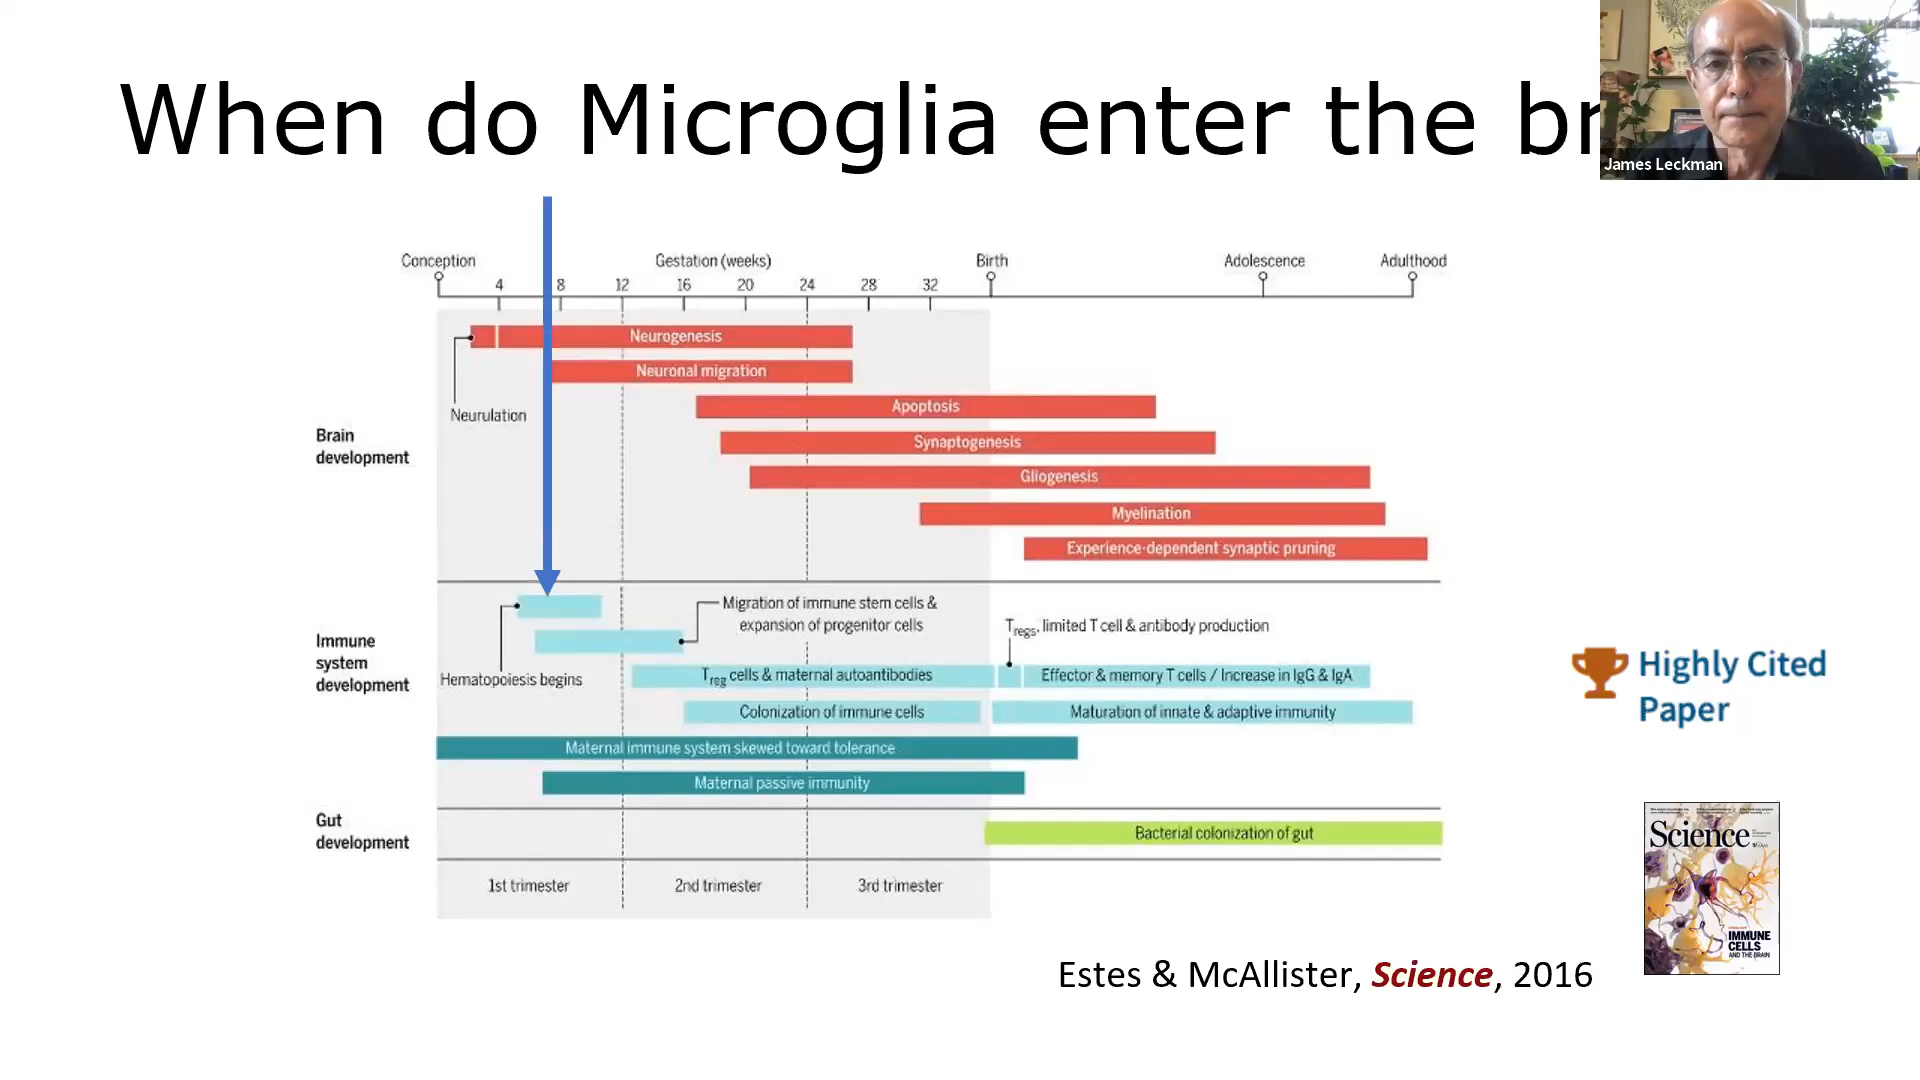 When do Microglia enter the br
James Leckman
Conception
Gestation (weeks)
Birth
Adolescence
Adulthood
4 8 12 16 20 24 28 32
Neurogenesis
Neuronal migration
Apoptosis
Neurulation
Brain
development
Synaptogenesis
Gliogenesis
Myelination
Experience-dependent synaptic pruning
Migration of immune stem cells &
expansion of progenitor cells
Tregs, limited T cell & antibody production
Immune
system
development
Hematopoiesis begins
Treg cells & maternal autoantibodies
Effector & memory T cells / Increase in IgG & IgA
Colonization of immune cells
Maturation of innate & adaptive immunity
Maternal immune system skewed toward tolerance
Maternal passive immunity
Gut
development
Bacterial colonization of gut
1st trimester
2nd trimester
3rd trimester
Highly Cited
Paper
Science
IMMUNE
CELLS
AND THE BRAIN
Estes & McAllister, Science, 2016